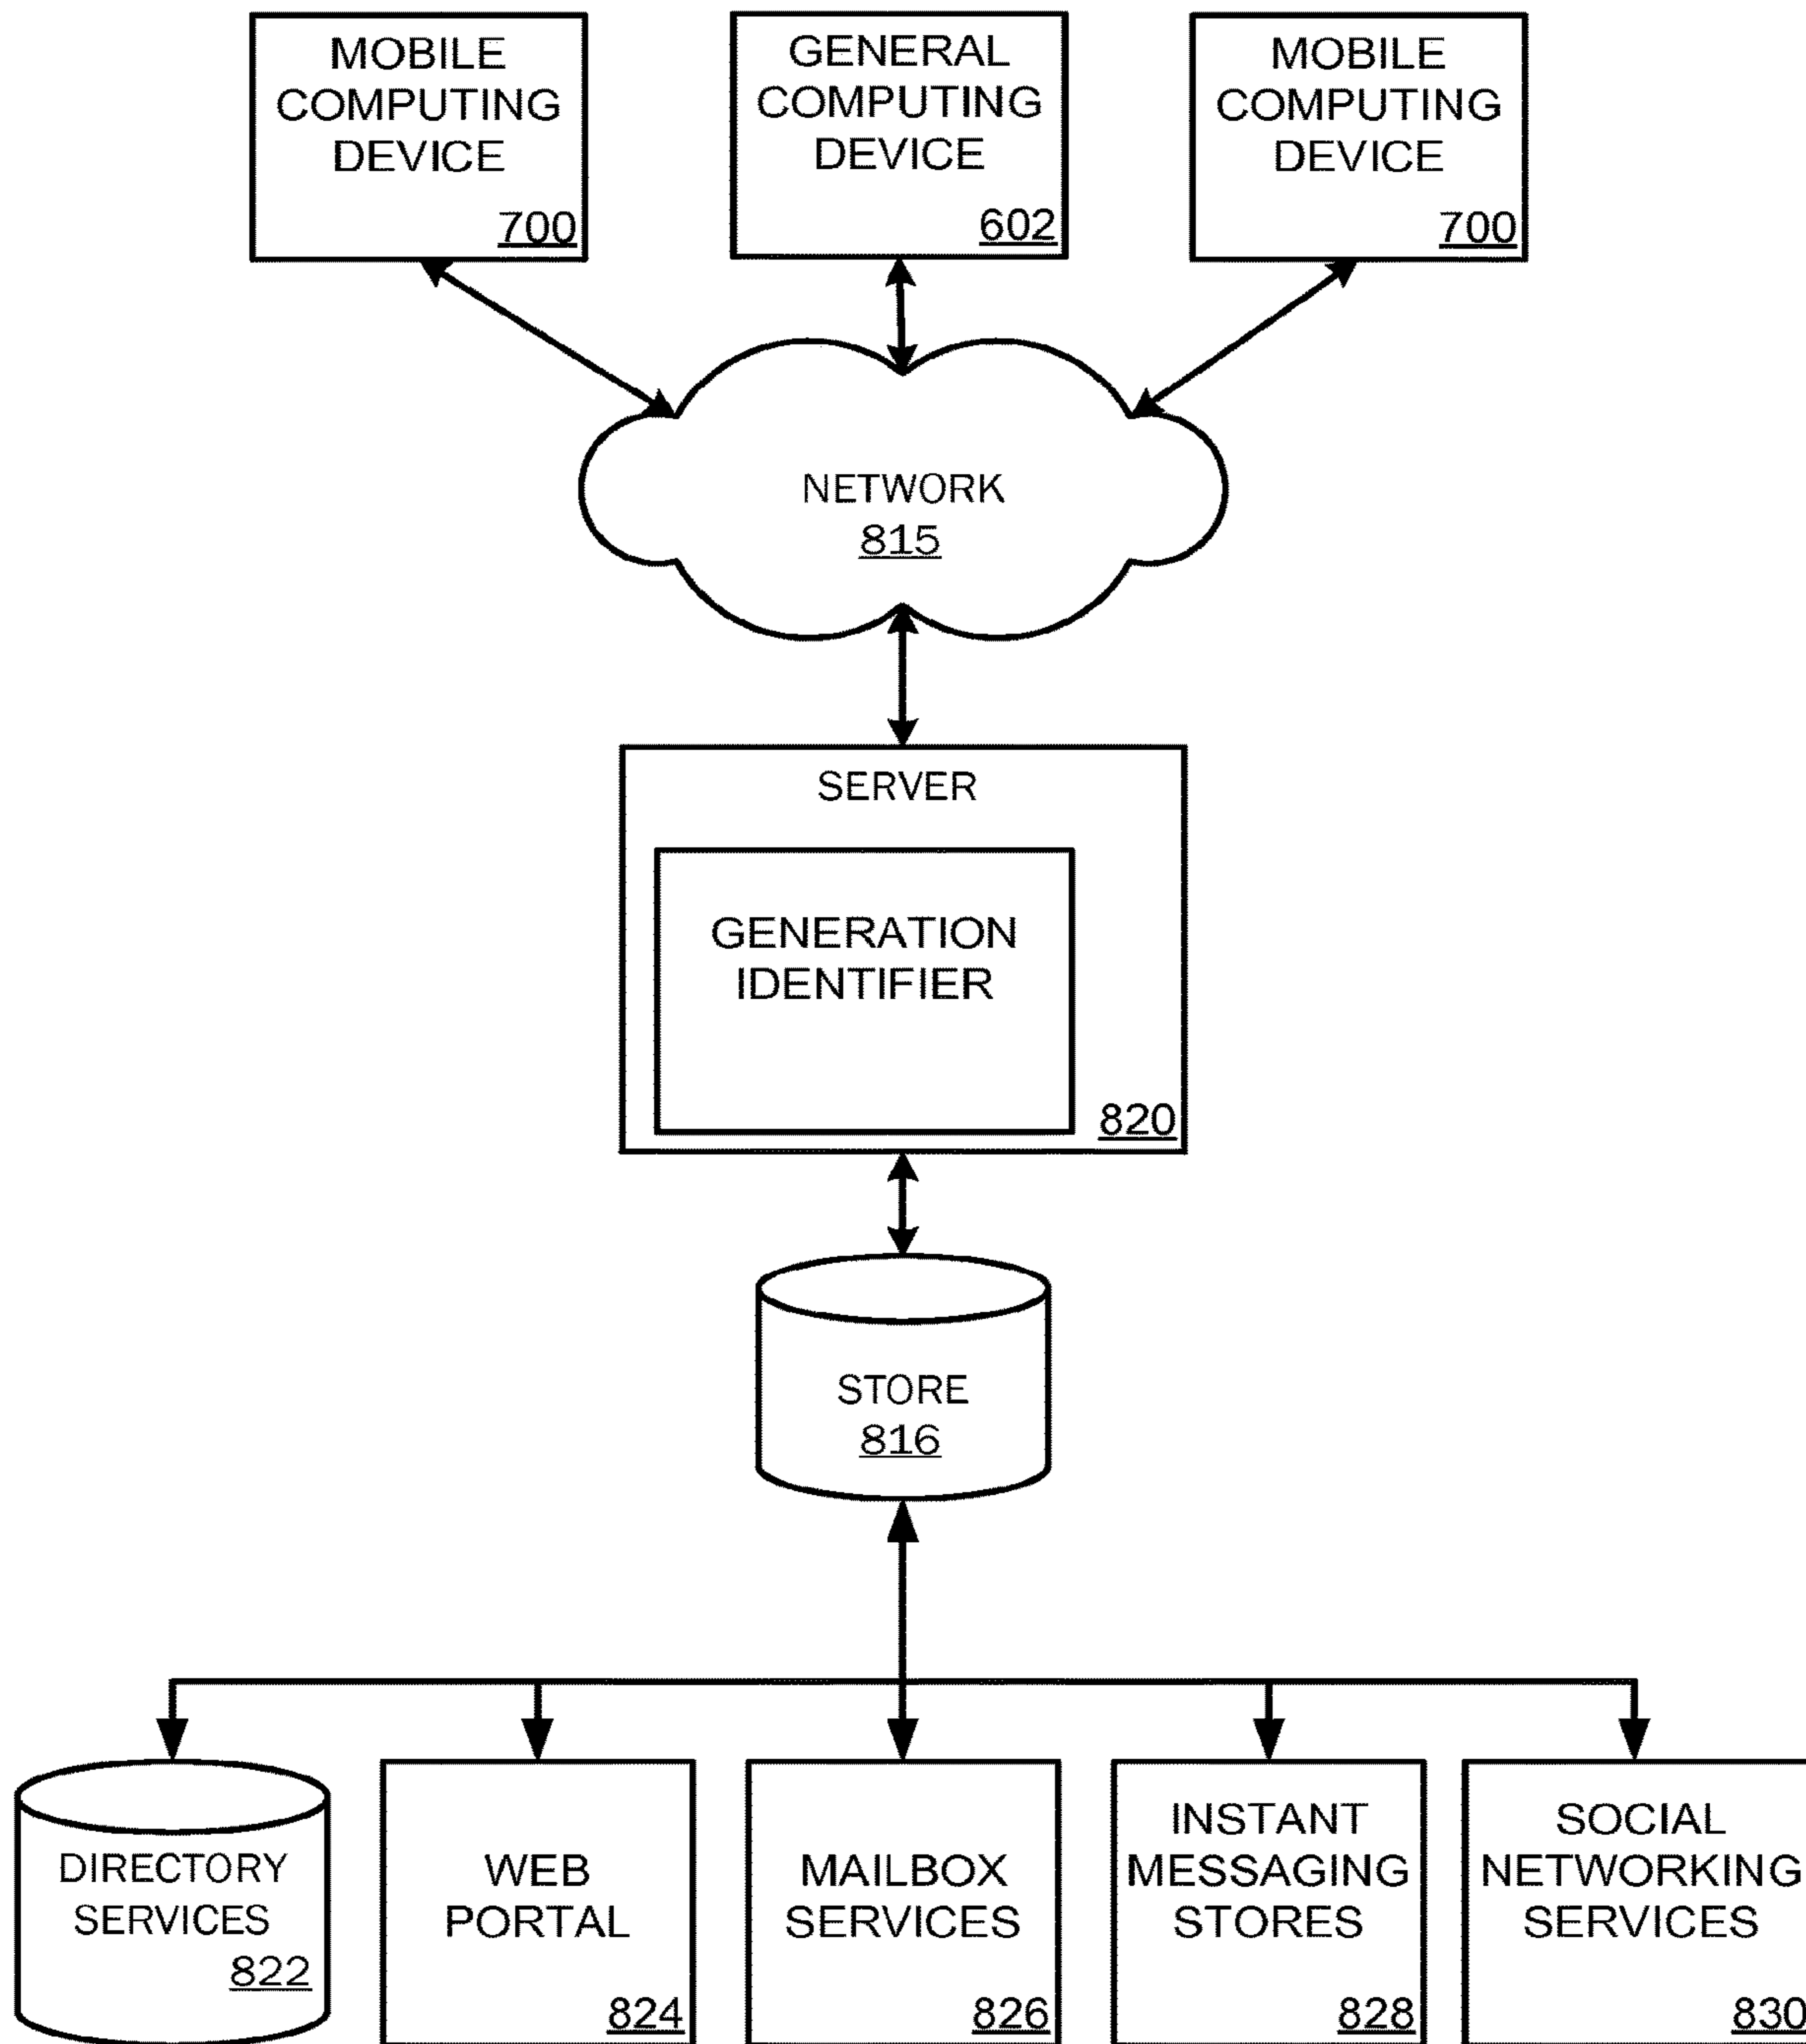 MOBILE
COMPUTING
DEVICE
700
GENERAL
COMPUTING
DEVICE
602
MOBILE
COMPUTING
DEVICE
700
NETWORK
815
SERVER
GENERATION
IDENTIFIER
820
STORE
816
DIRECTORY
SERVICES
822
WEB
PORTAL
824
MAILBOX
SERVICES
826
INSTANT
MESSAGING
STORES
828
SOCIAL
NETWORKING
SERVICES
830